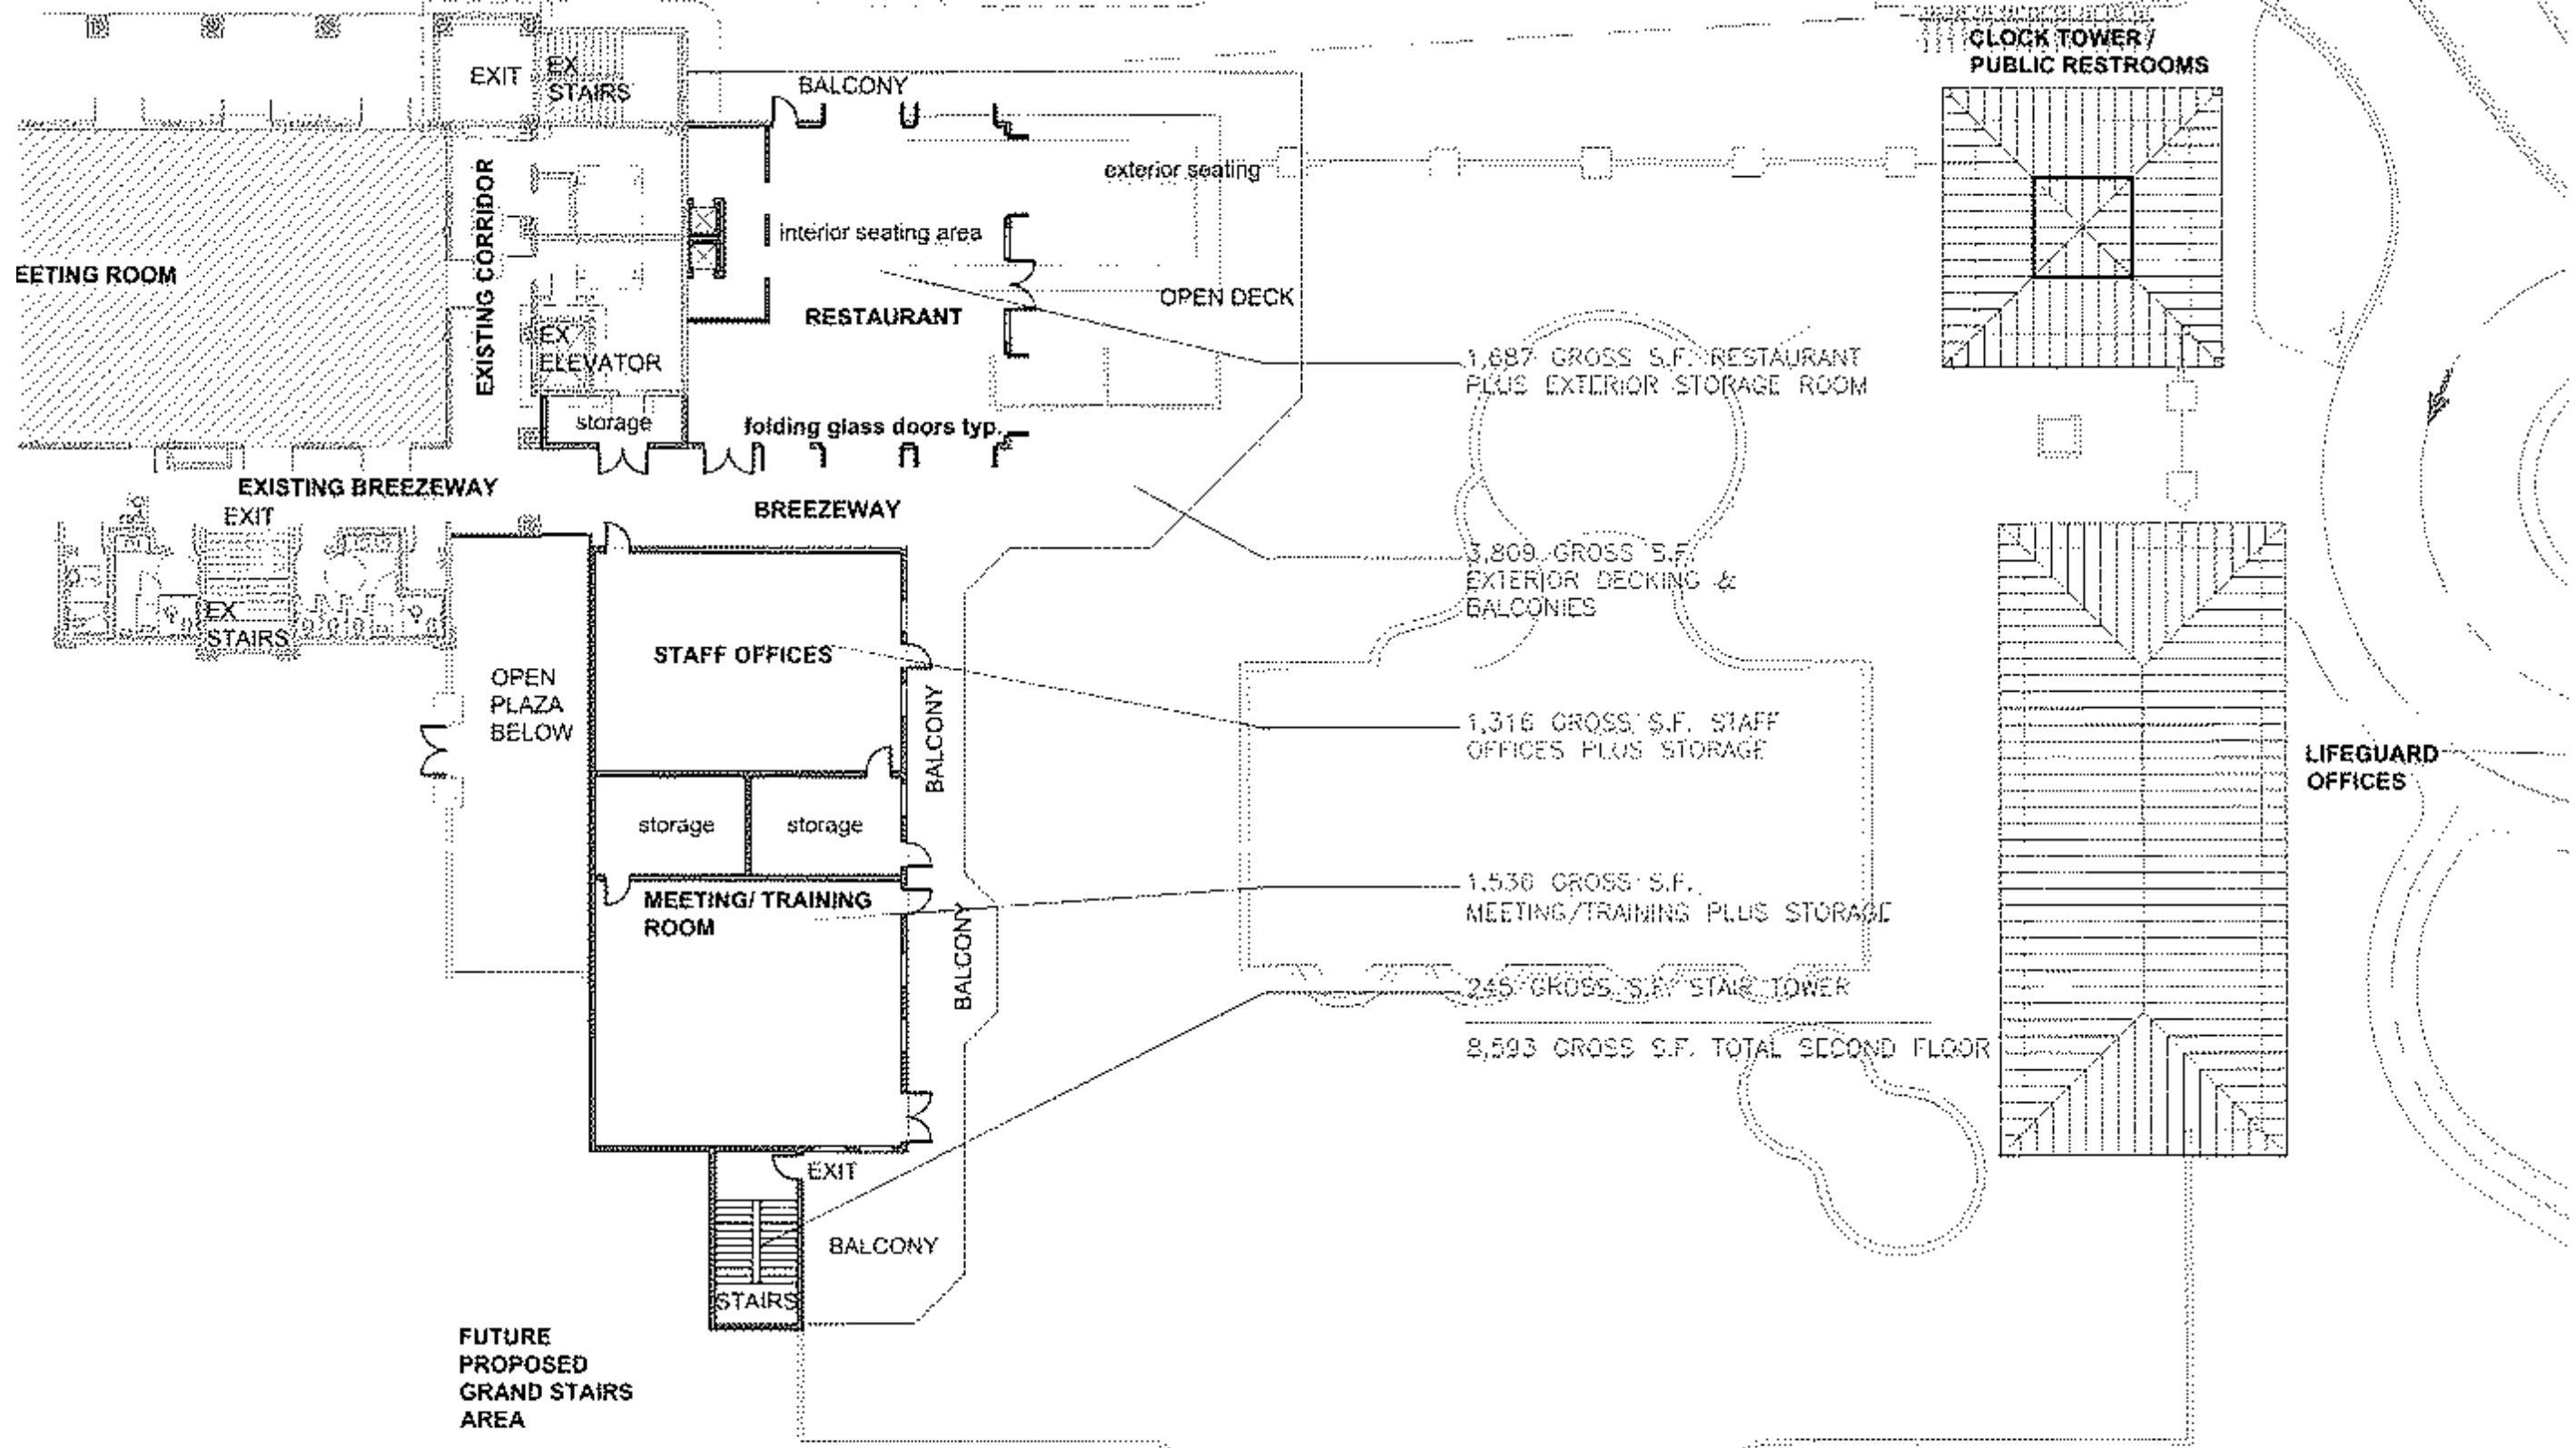 CLOCK TOWER /
PUBLIC RESTROOMS
EXIT
EX
STAIRS
BALCONY
exterior seating
EXISTING CORRIDOR
interior seating area
EETING ROOM
OPEN DECK
RESTAURANT
EX
ELEVATOR
1,687 GROSS S.F. RESTAURANT
PLUS EXTERIOR STORAGE ROOM
storage
folding glass doors typ.
EXISTING BREEZEWAY
EXIT
BREEZEWAY
3,809 GROSS S.F.
EXTERIOR DECKING &
BALCONIES
EX
STAIRS
STAFF OFFICES
OPEN
PLAZA
BELOW
BALCONY
1,316 GROSS S.F. STAFF
OFFICES PLUS STORAGE
LIFEGUARD
OFFICES
storage
storage
MEETING/ TRAINING
ROOM
1,536 GROSS S.F.
MEETING/TRAINING PLUS STORAGE
BALCONY
245 GROSS S.F. STAIR TOWER
8,593 GROSS S.F. TOTAL SECOND FLOOR
EXIT
BALCONY
STAIRS
FUTURE
PROPOSED
GRAND STAIRS
AREA